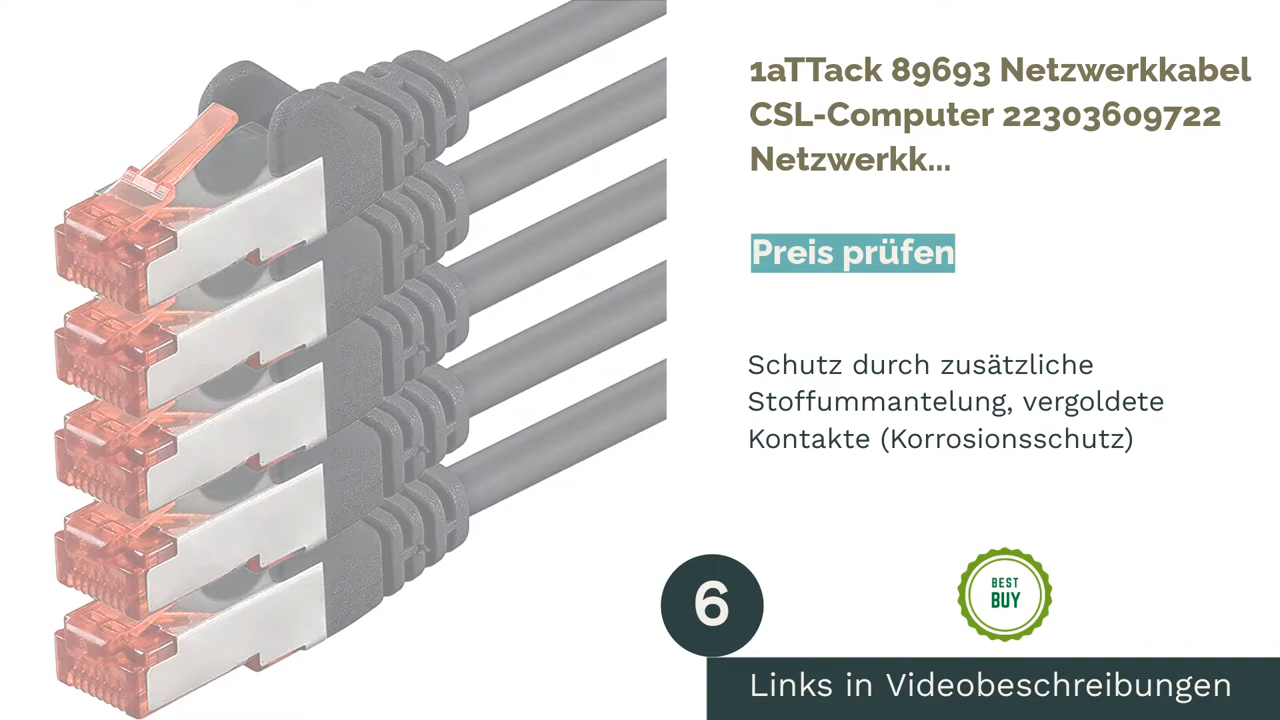 1aTTack 89693 Netzwerkkabel
CSL-Computer 22303609722
Netzwerkk...
Preis prüfen
Schutz durch zusätzliche
Stoffummantelung, vergoldete
Kontakte (Korrosionsschutz)
6
BEST
BUY
Links in Videobeschreibungen